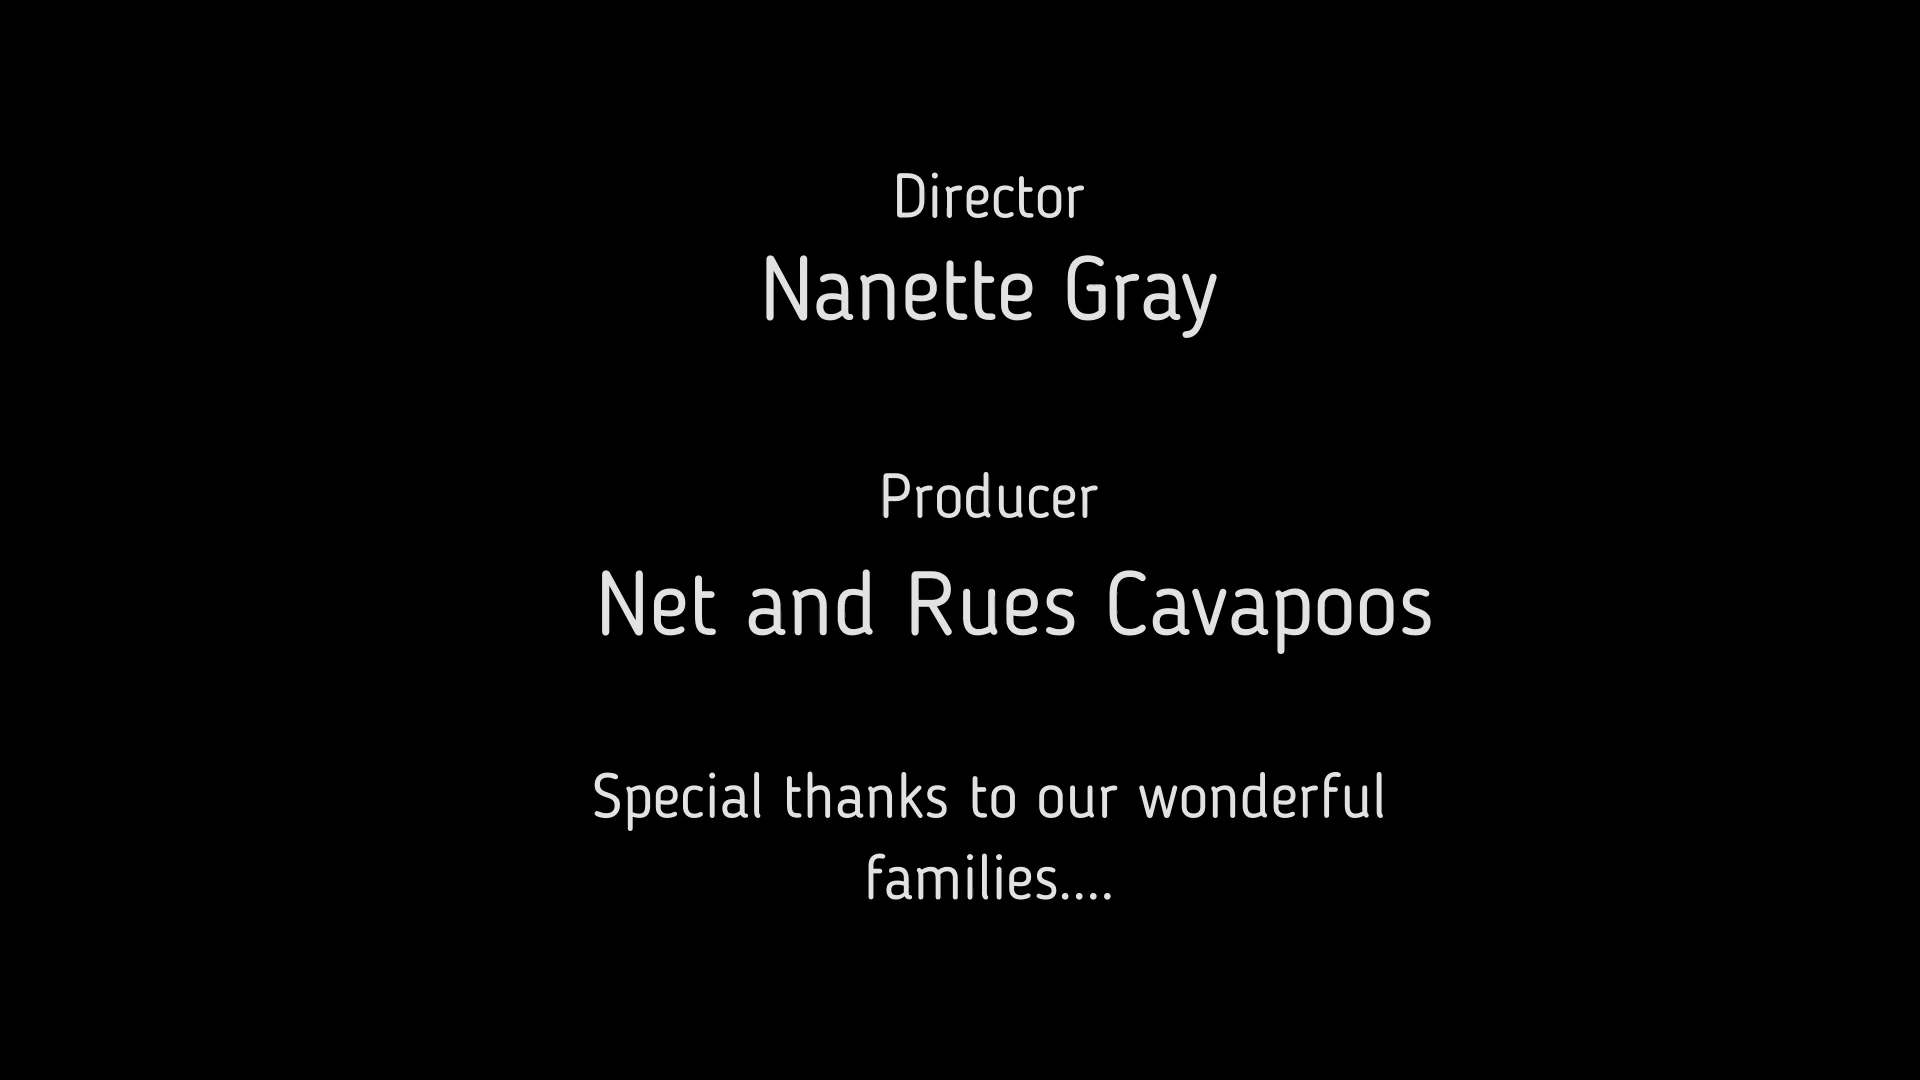 Director
Nanette Gray
Producer
Net and Rues Cavapoos
Special thanks to our wonderful
families....